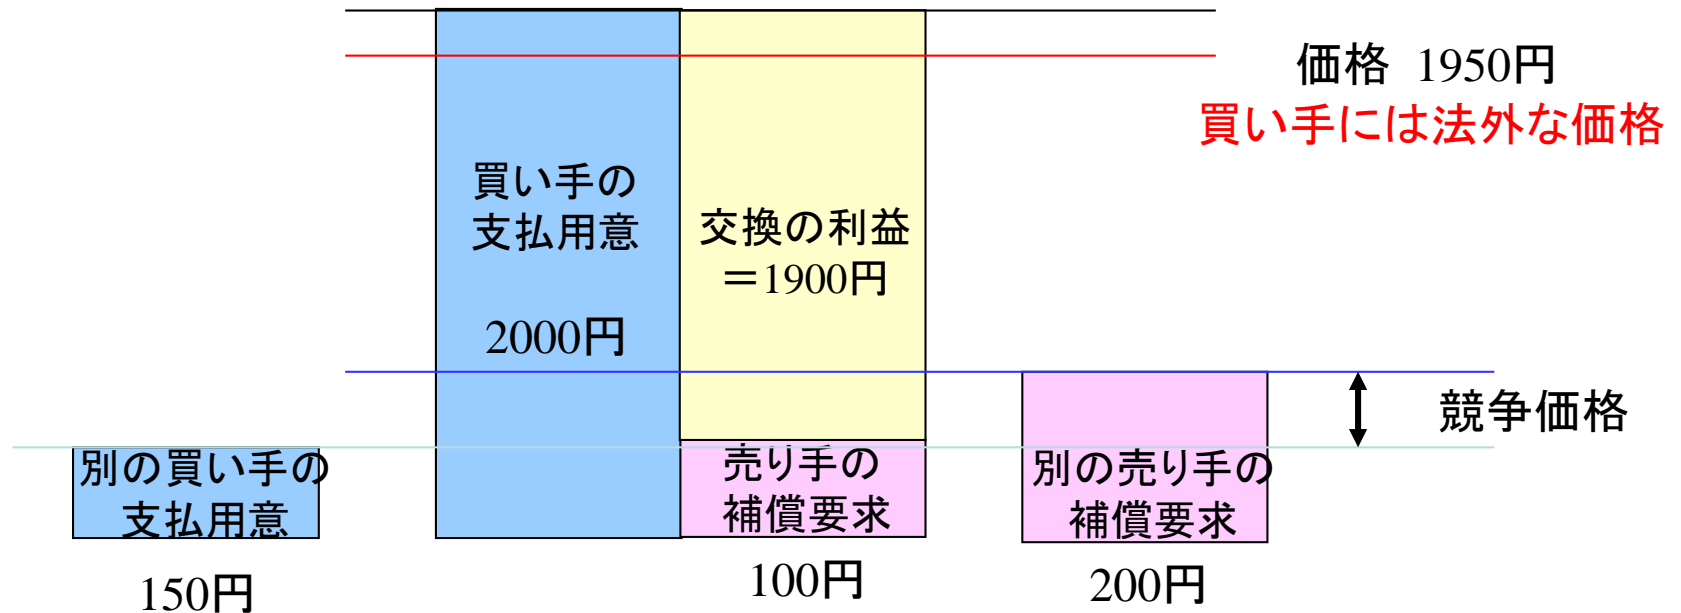 価格 1950円
買い手には法外な価格
買い手の
支払用意
2000円
交換の利益
＝1900円
競争価格
別の買い手の
支払用意
150円
売り手の
補償要求
100円
別の売り手の
補償要求
200円